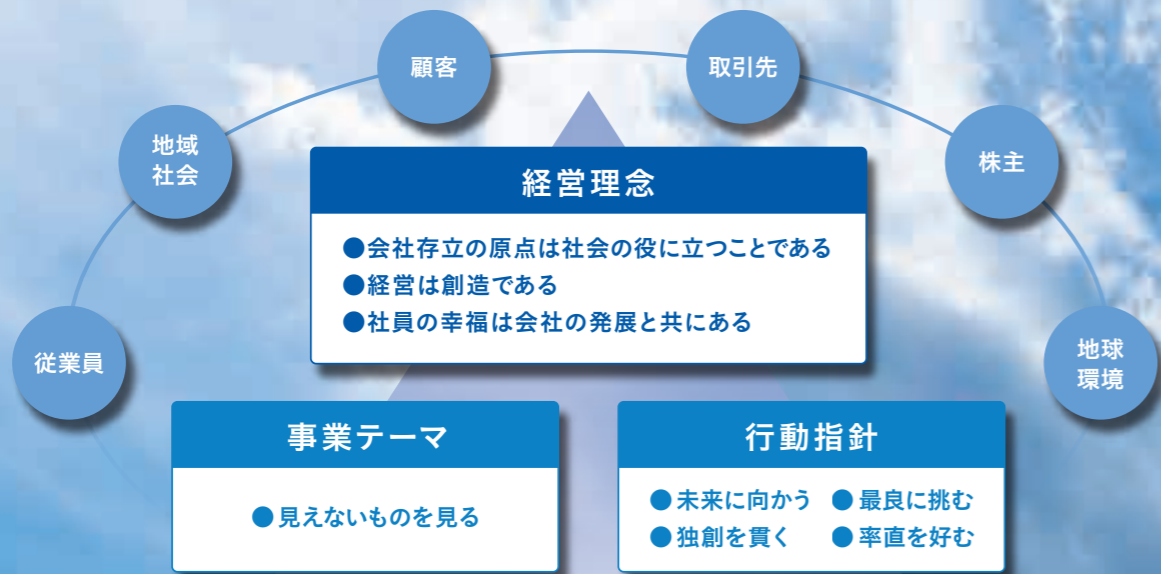 顧客
取引先
地域
社会
株主
従業員
地球
環境
経営理念
●会社存立の原点は社会の役に立つことである
●経営は創造である
●社員の幸福は会社の発展と共にある
事業テーマ
●見えないものを見る
行動指針
●未来に向かう ●最良に挑む
●独創を貫く ●率直を好む